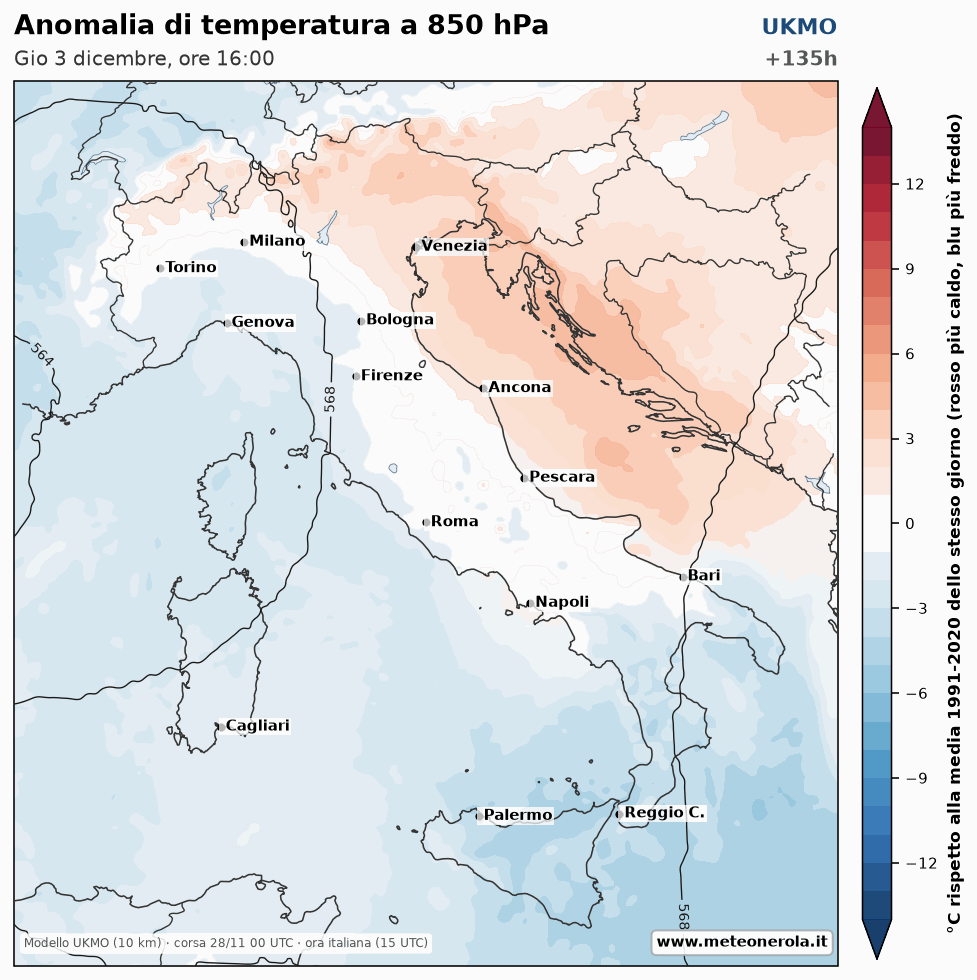 Anomalia di temperatura a 850 hPa
UKMO
Gio 3 dicembre, ore 16:00
+135h
Milano
Venezia
Torino
Genova
Bologna
564
Firenze
Ancona
568
Pescara
Roma
Bari
Napoli
Cagliari
Palermo
Reggio C.
568
Modello UKMO (10 km) · corsa 28/11 00 UTC · ora italiana (15 UTC)
www.meteonerola.it
12
9
6
3
0
−3
−6
−9
−12
°C rispetto alla media 1991-2020 dello stesso giorno (rosso più caldo, blu più freddo)